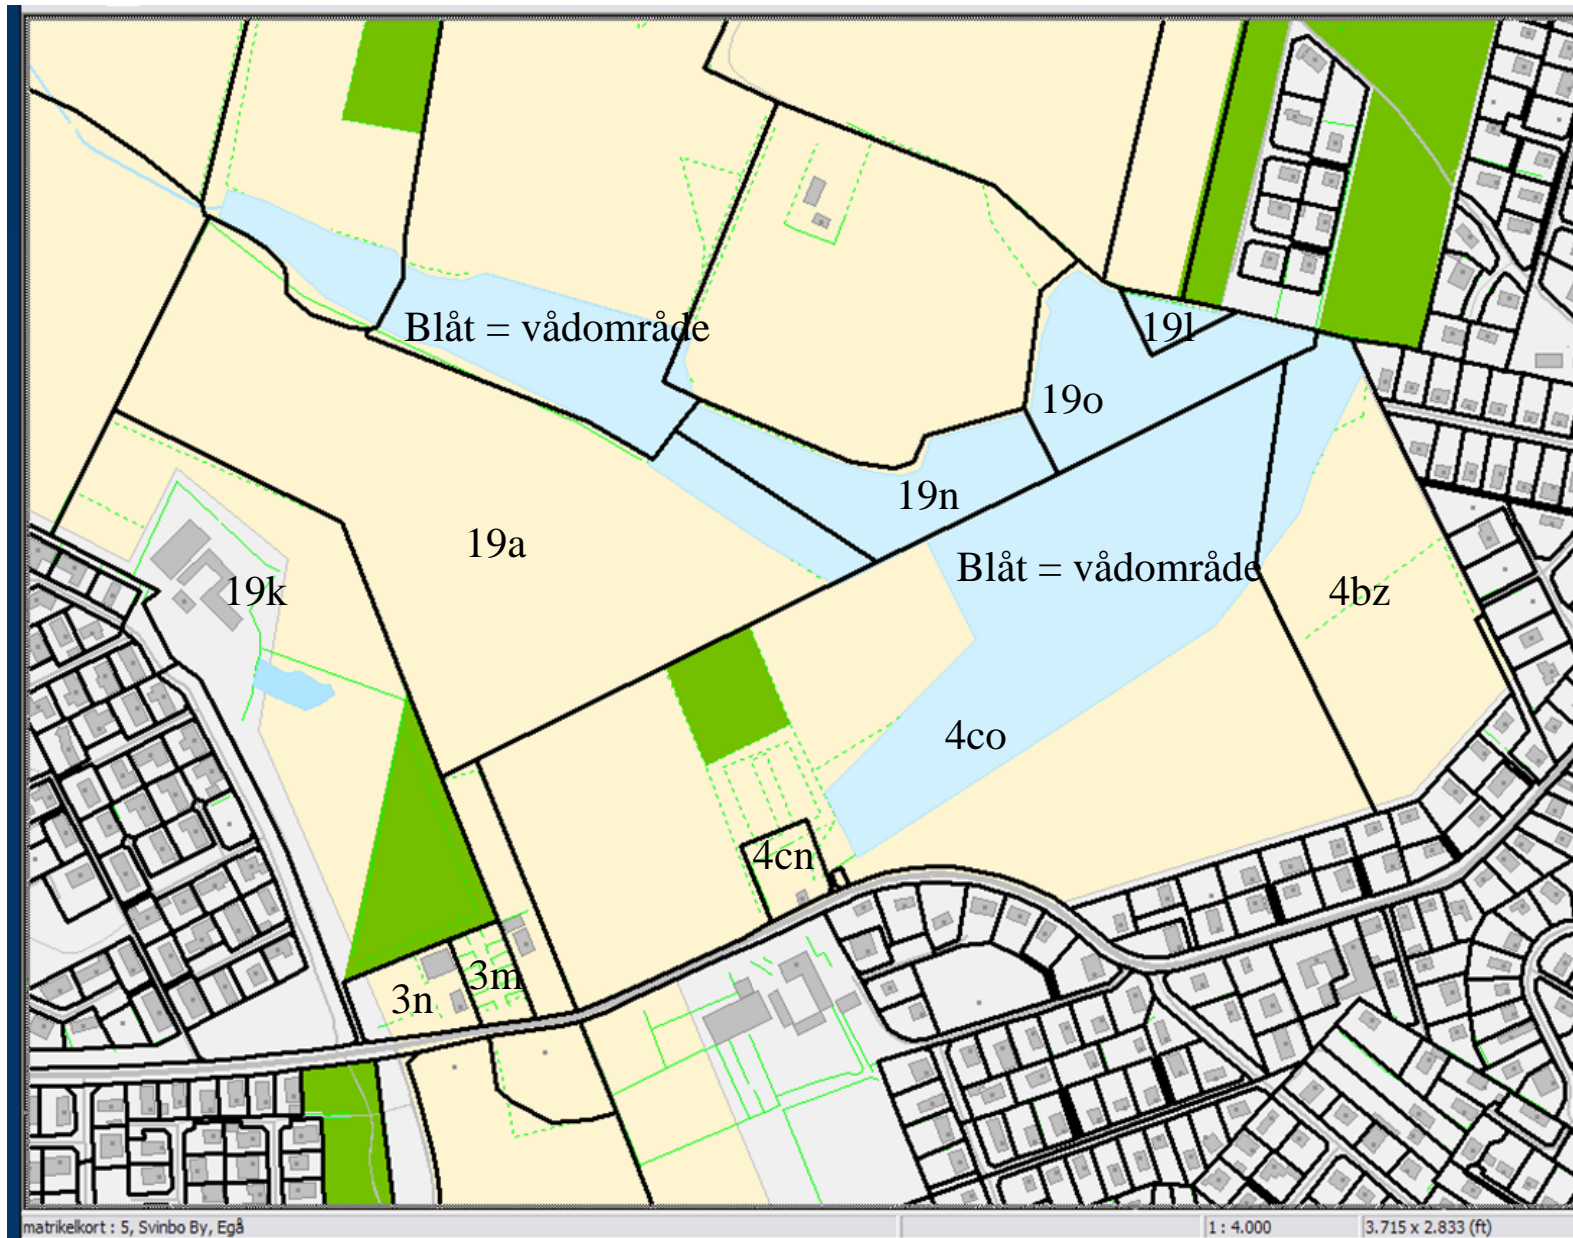 Blåt = vådområde
19l
19o
19n
19a
Blåt = vådområde
19k
4bz
4co
4cn
3m
3n
matrikelkort : 5, Svinbo By, Egå
1 : 4.000
3.715 x 2.833 (ft)